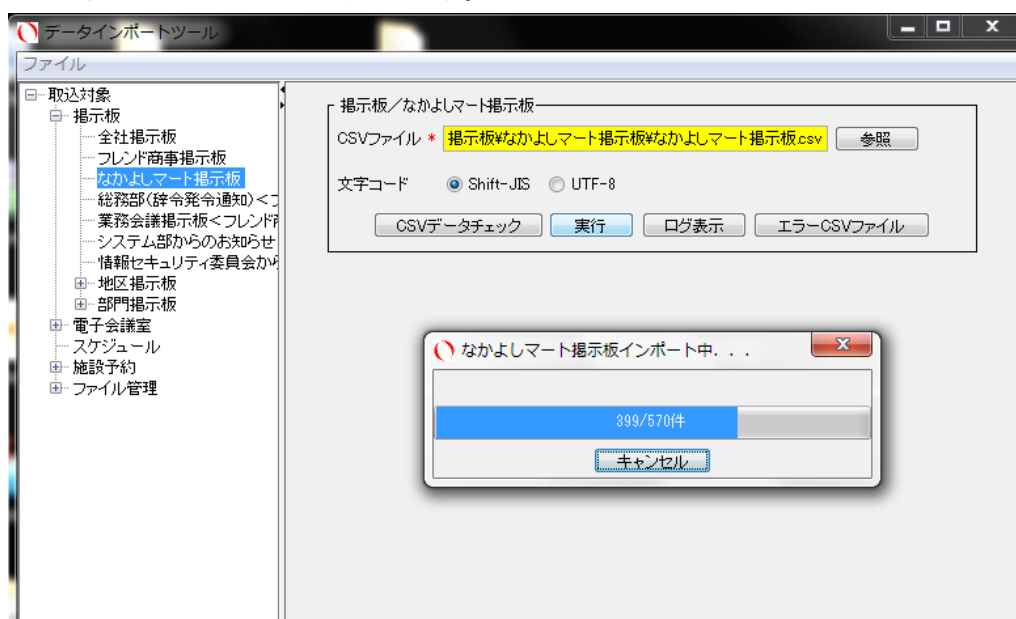 データインポートツール
ファイル
取込対象
掲示板
全社掲示板
フレンド商事掲示板
なかよしマート掲示板
総務部(辞令発令通知)<フ
業務会議掲示板<フレンド商
システム部からのお知らせ
情報セキュリティ委員会から
地区掲示板
部門掲示板
電子会議室
スケジュール
施設予約
ファイル管理
掲示板/なかよしマート掲示板
CSVファイル * 掲示板¥なかよしマート掲示板¥なかよしマート掲示板.csv 参照
文字コード Shift-JIS UTF-8
CSVデータチェック 実行 ログ表示 エラーCSVファイル
なかよしマート掲示板インポート中...
399/570件
キャンセル